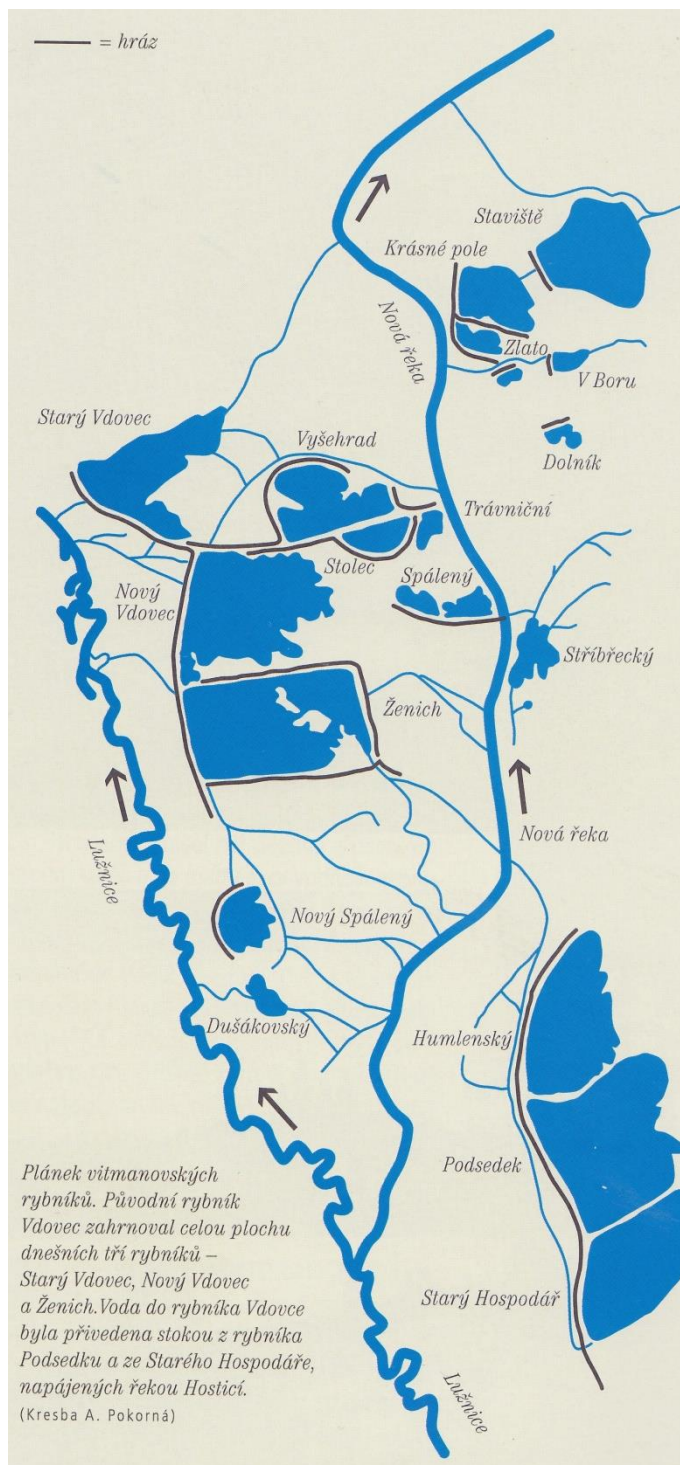 = hráz
Staviště
Krásné pole
Nová řeka
Zlato
V Boru
Starý Vdovec
Vyšehrad
Dolník
Trávniční
Stolec
Spálený
Nový
Vdovec
Stříbřecký
Ženich
Nová řeka
Lužnice
Nový Spálený
Dušákovský
Humlenský
Podsedek
Starý Hospodář
Lužnice
Plánek vitmanovských
rybníků. Původní rybník
Vdovec zahrnoval celou plochu
dnešních tří rybníků –
Starý Vdovec, Nový Vdovec
a Ženich.Voda do rybníka Vdovce
byla přivedena stokou z rybníka
Podsedku a ze Starého Hospodáře,
napájených řekou Hosticí.
(Kresba A. Pokorná)